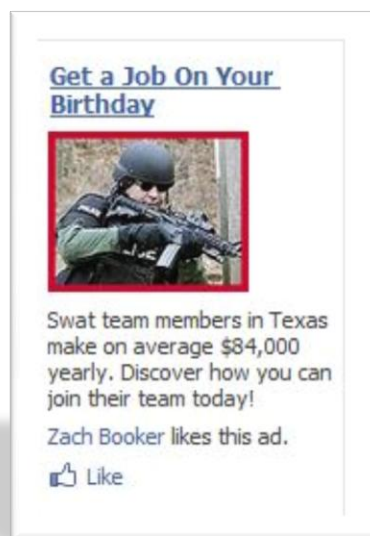 Get a Job On Your
Birthday
Swat team members in Texas
make on average $84,000
yearly. Discover how you can
join their team today!
Zach Booker likes this ad.
Like